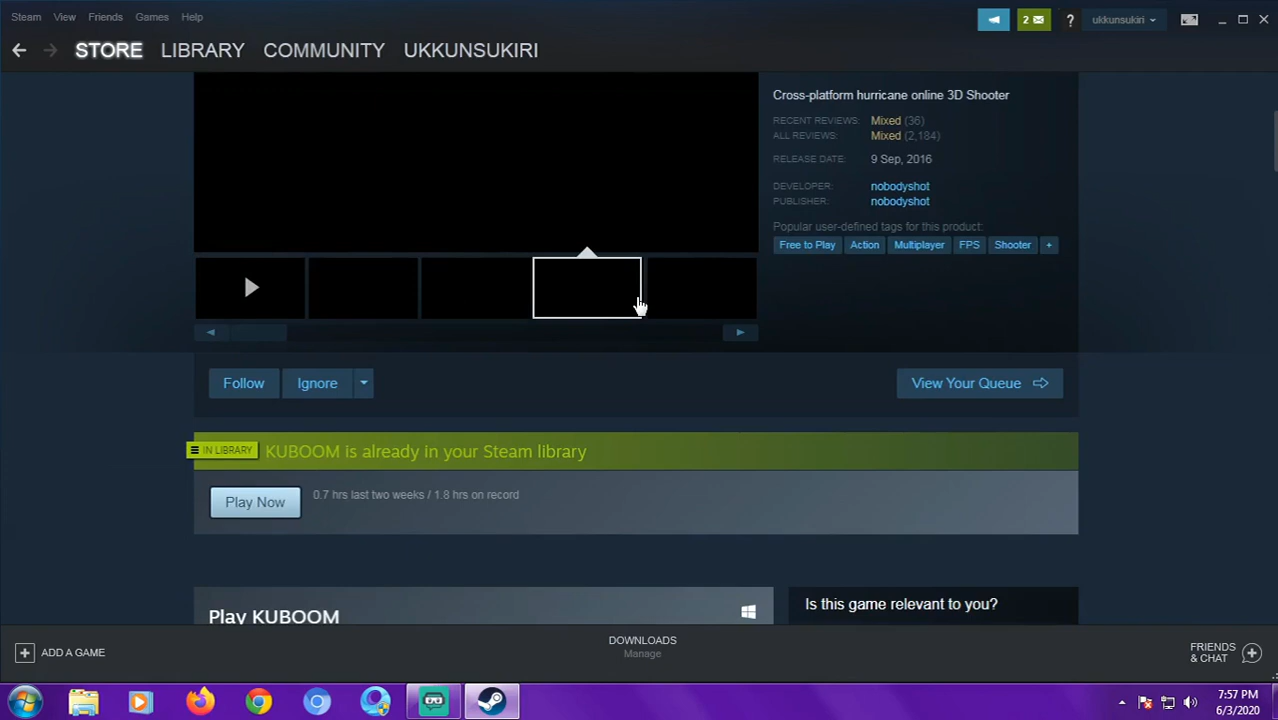 Steam View Friends Games Help
2 ? ukkunsukiri
STORE LIBRARY COMMUNITY UKKUNSUKIRI
Cross-platform hurricane online 3D Shooter
RECENT REVIEWS: Mixed (36)
ALL REVIEWS: Mixed (2,184)
RELEASE DATE: 9 Sep, 2016
DEVELOPER: nobodyshot
PUBLISHER: nobodyshot
Popular user-defined tags for this product:
Free to Play Action Multiplayer FPS Shooter +
Follow Ignore View Your Queue
IN LIBRARY KUBOOM is already in your Steam library
Play Now 0.7 hrs last two weeks / 1.8 hrs on record
Play KUBOOM
Is this game relevant to you?
ADD A GAME
DOWNLOADS
Manage
FRIENDS
& CHAT
7:57 PM
6/3/2020